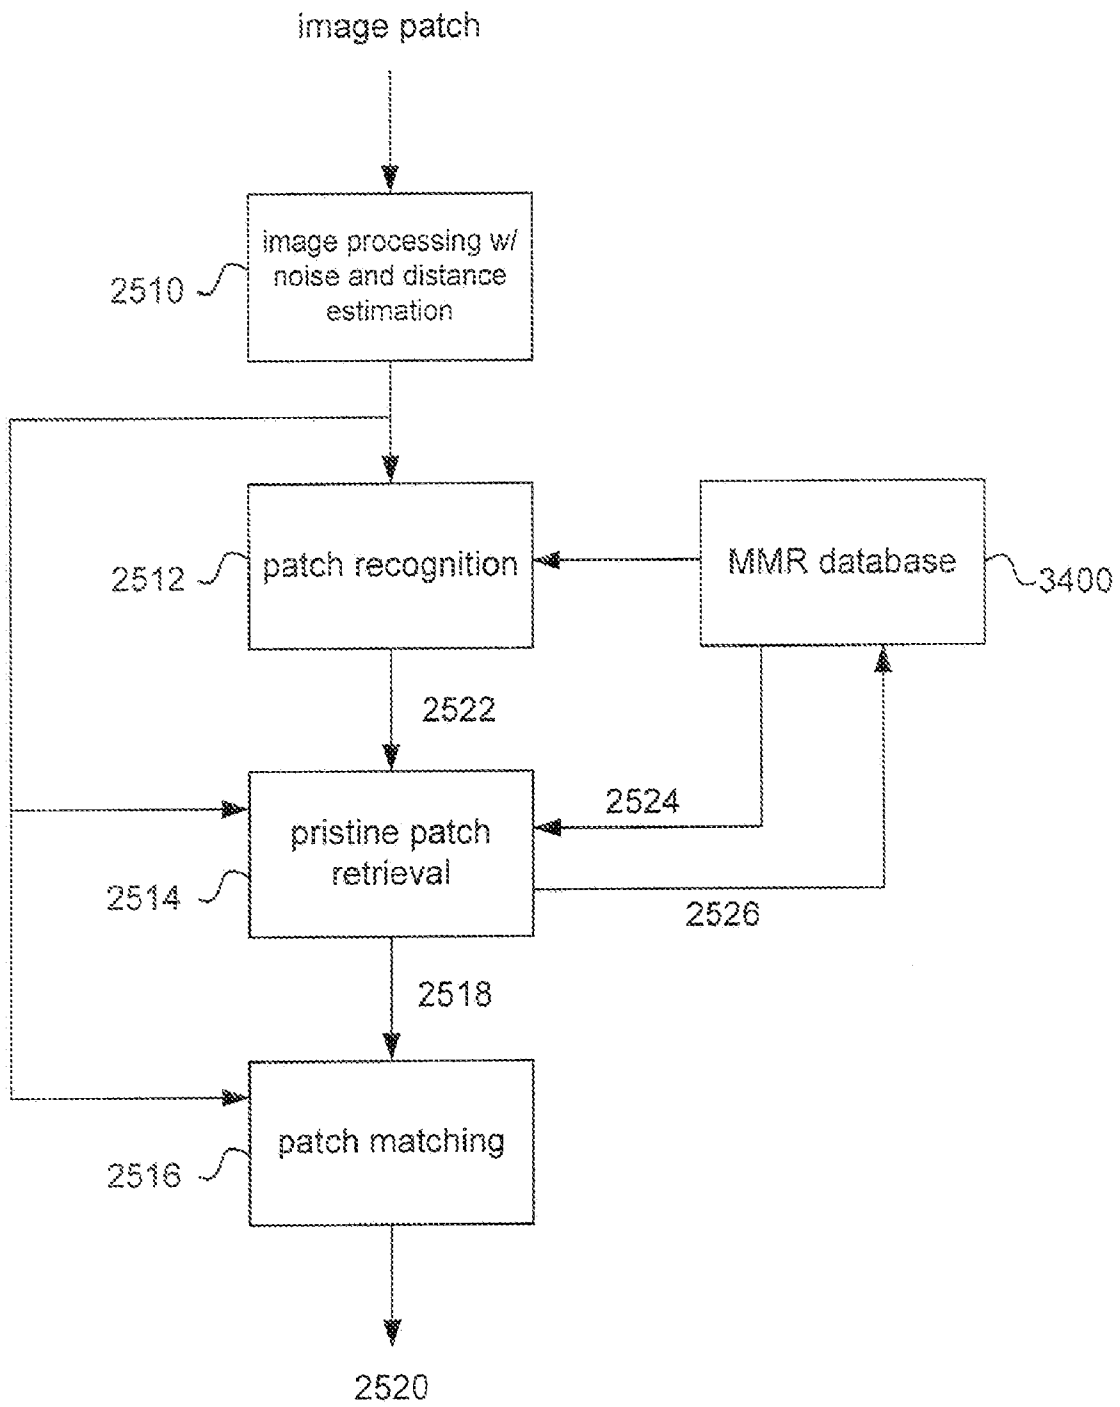 image patch
image processing w/
noise and distance
estimation
2510
patch recognition
2512
MMR database
3400
2522
pristine patch
retrieval
2514
2524
2526
2518
patch matching
2516
2520